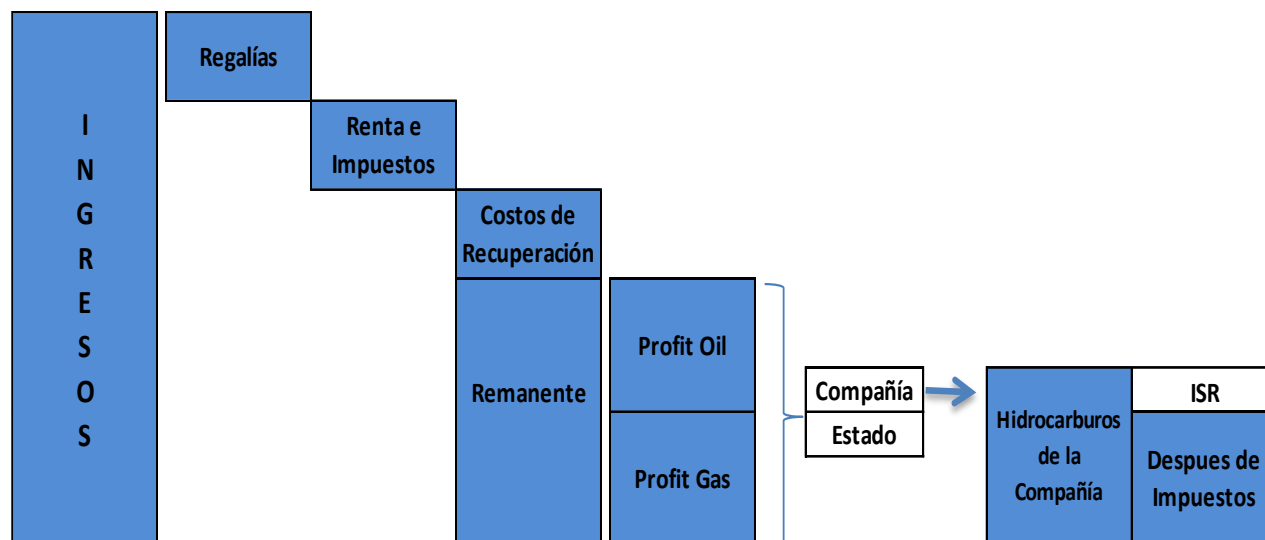 INGRESOS
Regalías
Renta e
Impuestos
Costos de
Recuperación
Remanente
Profit Oil
Profit Gas
Compañía
Estado
Hidrocarburos
de la
Compañía
ISR
Despues de
Impuestos